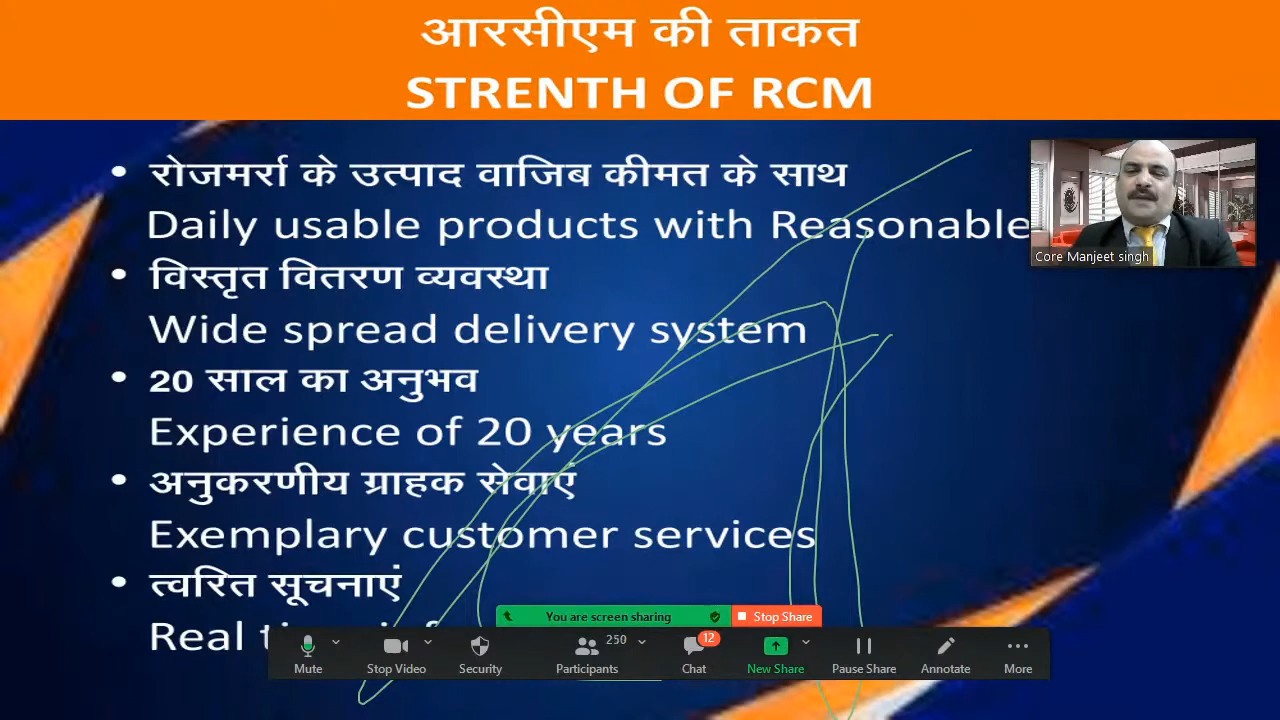 आरसीएम की ताकत
STRENTH OF RCM
• रोजमर्रा के उत्पाद वाजिब कीमत के साथ
Daily usable products with Reasonable
• विस्तृत वितरण व्यवस्था
Wide spread delivery system
• 20 साल का अनुभव
Experience of 20 years
• अनुकरणीय ग्राहक सेवाएं
Exemplary customer services
• त्वरित सूचनाएं
Real
Core Manjeet singh
You are screen sharing
Stop Share
Mute
Stop Video
Security
250
Participants
12
Chat
New Share
Pause Share
Annotate
More